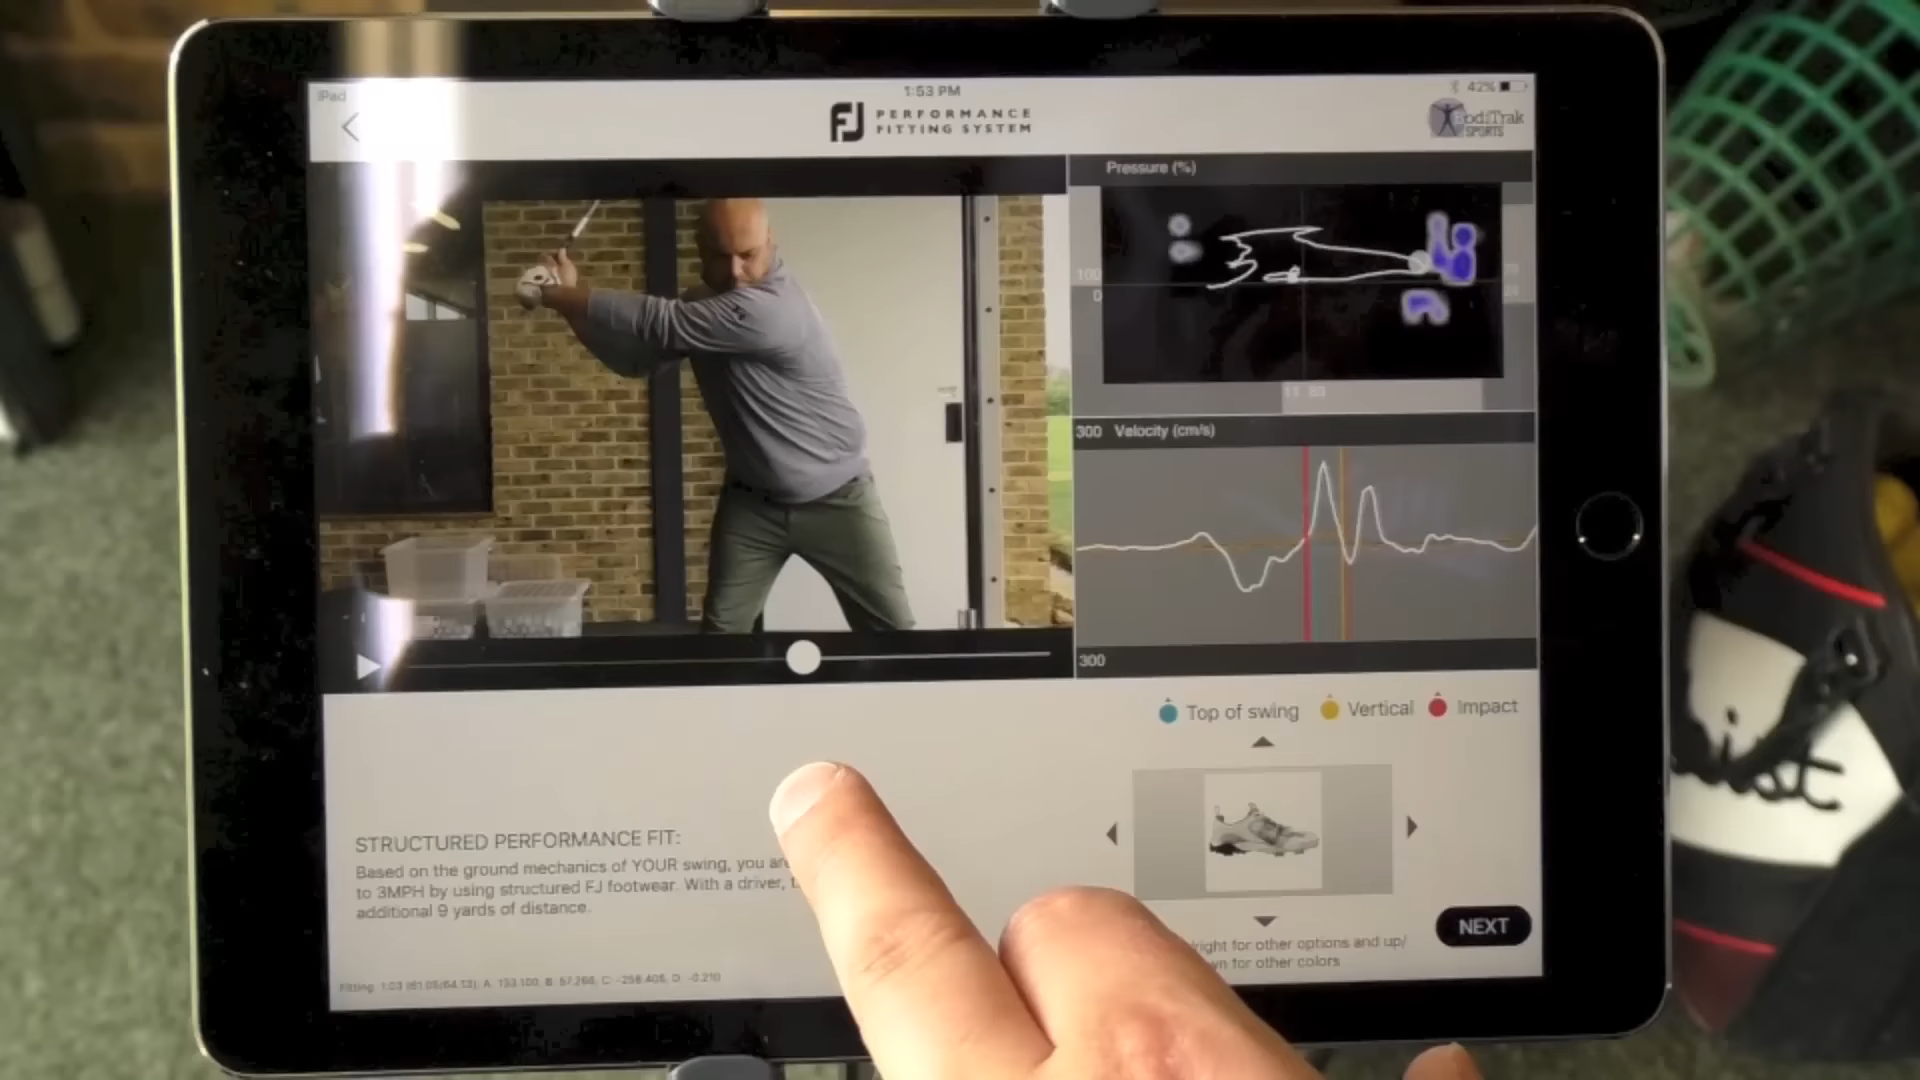 iPad
1:53 PM
42%
FJ PERFORMANCE
FITTING SYSTEM
BodiTrak
SPORTS
Pressure (%)
100
0
300 Velocity (cm/s)
300
Top of swing Vertical Impact
STRUCTURED PERFORMANCE FIT:
Based on the ground mechanics of YOUR swing, you are
to 3MPH by using structured FJ footwear. With a driver,
additional 9 yards of distance.
right for other options and up/
for other colors
NEXT